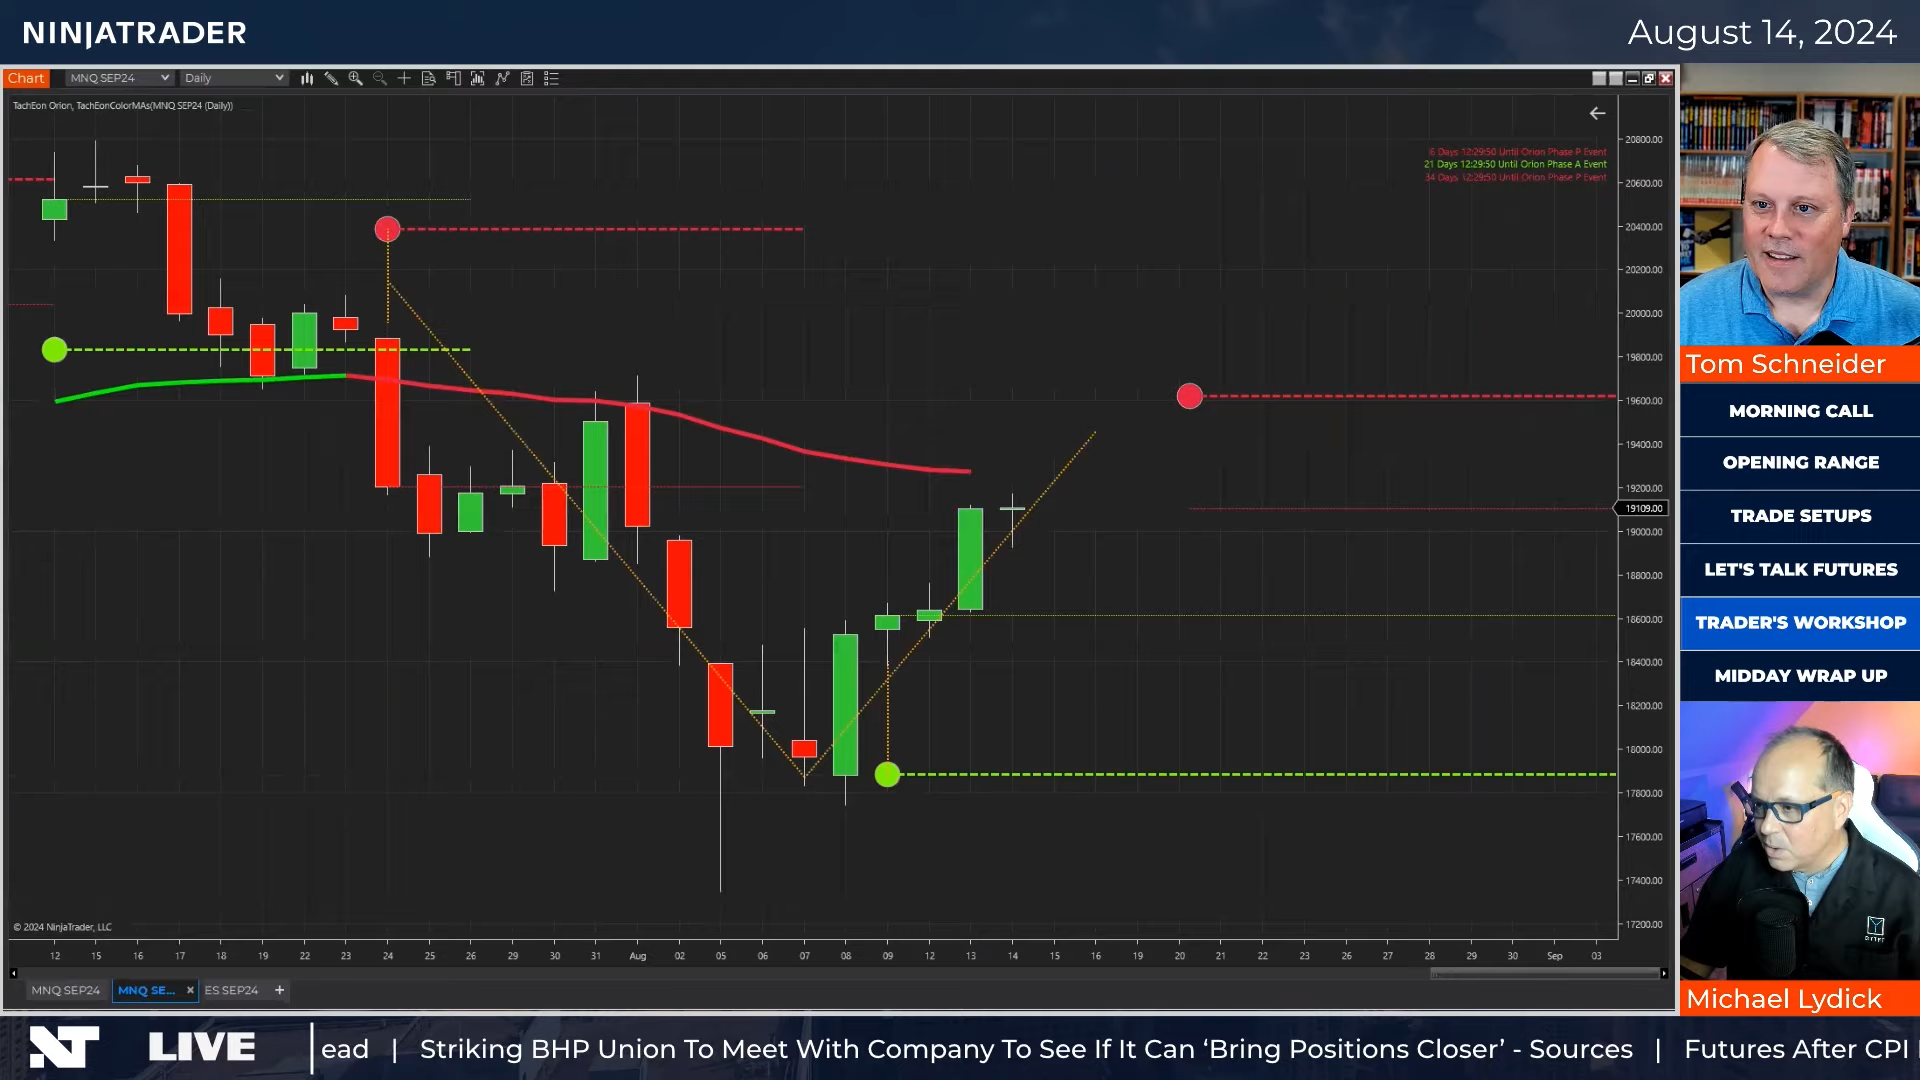 NINJATRADER
August 14, 2024
Chart
MNQ SEP24
Daily
TachEon Orion, TachEonColorMAs(MNQ SEP24 (Daily))
6 Days 12:29:50 Until Orion Phase P Event
21 Days 12:29:50 Until Orion Phase A Event
34 Days 12:29:50 Until Orion Phase P Event
20800.00
20600.00
20400.00
20200.00
20000.00
19800.00
19600.00
19400.00
19200.00
19109.00
19000.00
18800.00
18600.00
18400.00
18200.00
18000.00
17800.00
17600.00
17400.00
17200.00
© 2024 NinjaTrader, LLC
12 15 16 17 18 19 22 23 24 25 26 29 30 31 Aug 02 05 06 07 08 09 12 13 14 15 16 19 20 21 22 23 26 27 28 29 30 Sep 03
MNQ SEP24
MNQ SE...
ES SEP24
Tom Schneider
MORNING CALL
OPENING RANGE
TRADE SETUPS
LET'S TALK FUTURES
TRADER'S WORKSHOP
MIDDAY WRAP UP
Michael Lydick
NT LIVE
ead | Striking BHP Union To Meet With Company To See If It Can ‘Bring Positions Closer’ - Sources | Futures After CPI